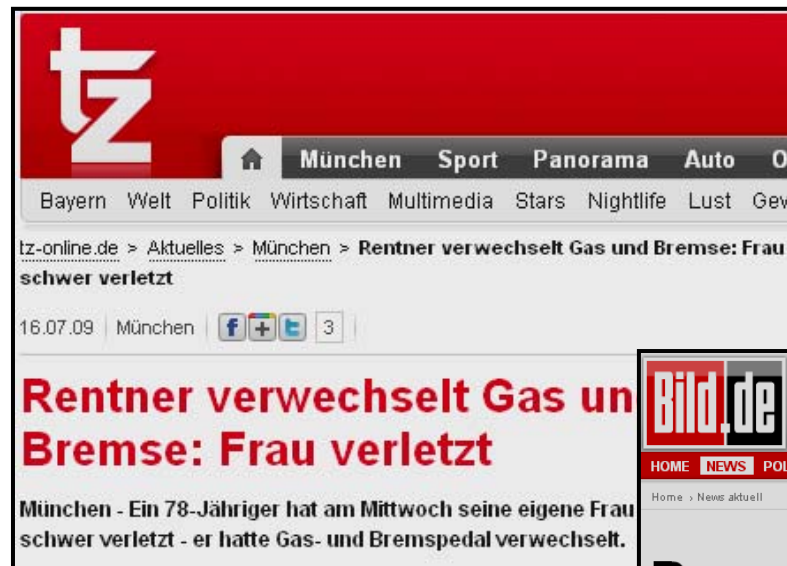 tz
München Sport Panorama Auto
Bayern Welt Politik Wirtschaft Multimedia Stars Nightlife Lust
tz-online.de > Aktuelles > München > Rentner verwechselt Gas und Bremse: Frau
schwer verletzt
16.07.09 München f + t 3
Rentner verwechselt Gas un
Bremse: Frau verletzt
München - Ein 78-Jähriger hat am Mittwoch seine eigene Frau
schwer verletzt - er hatte Gas- und Bremspedal verwechselt.
Bild.de
HOME NEWS POL
Home › News aktuell